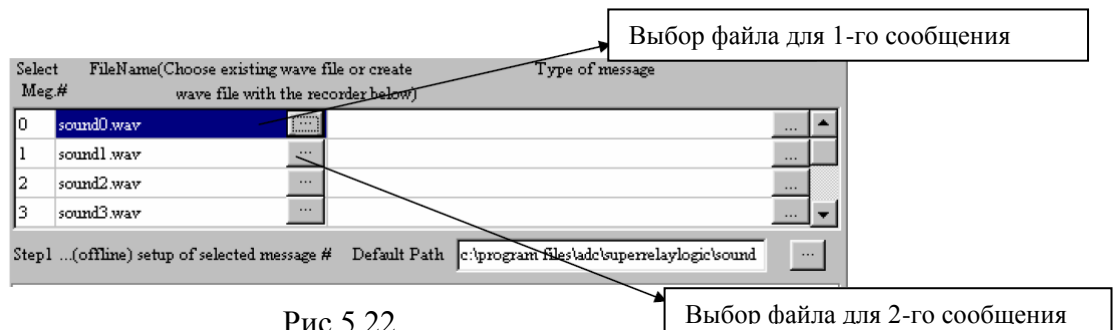 Выбор файла для 1-го сообщения
Select FileName(Choose existing wave file or create Type of message
Meg.# wave file with the recorder below)
0 sound0.wav ... ...
1 sound1.wav ... ...
2 sound2.wav ... ...
3 sound3.wav ... ...
Step1 ...(offline) setup of selected message # Default Path c:\program files\adc\superrelaylogic\sound ...
Рис 5.22
Выбор файла для 2-го сообщения